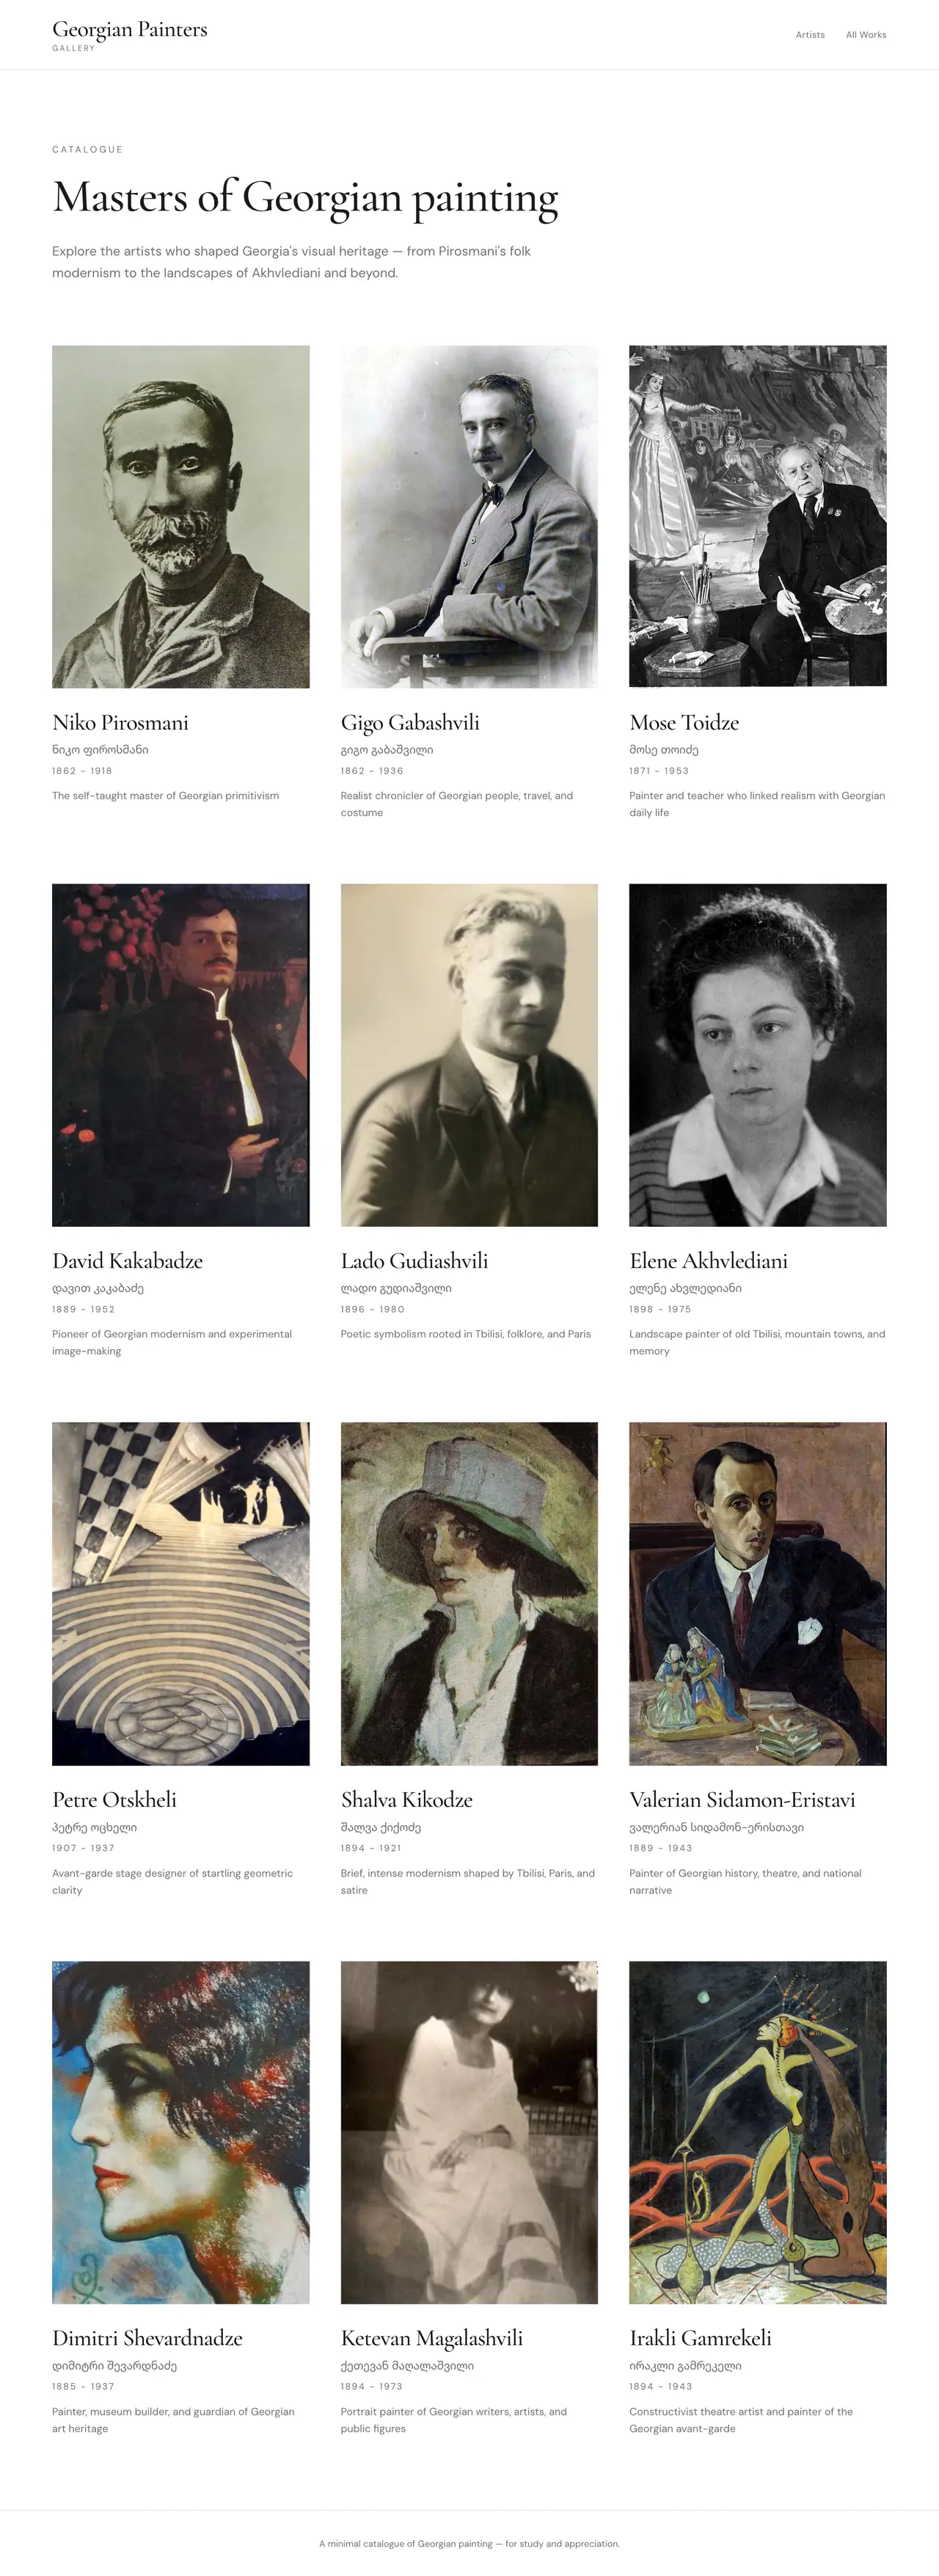 Georgian Painters
GALLERY
Artists
All Works
CATALOGUE
Masters of Georgian painting
Explore the artists who shaped Georgia's visual heritage — from Pirosmani's folk
modernism to the landscapes of Akhvlediani and beyond.
Niko Pirosmani
ნიკო ფიროსმანი
1862 – 1918
The self-taught master of Georgian primitivism
Gigo Gabashvili
გიგო გაბაშვილი
1862 – 1936
Realist chronicler of Georgian people, travel, and
costume
Mose Toidze
მოსე თოიძე
1871 – 1953
Painter and teacher who linked realism with Georgian
daily life
David Kakabadze
დავით კაკაბაძე
1889 – 1952
Pioneer of Georgian modernism and experimental
image-making
Lado Gudiashvili
ლადო გუდიაშვილი
1896 – 1980
Poetic symbolism rooted in Tbilisi, folklore, and Paris
Elene Akhvlediani
ელენე ახვლედიანი
1898 – 1975
Landscape painter of old Tbilisi, mountain towns, and
memory
Petre Otskheli
პეტრე ოცხელი
1907 – 1937
Avant-garde stage designer of startling geometric
clarity
Shalva Kikodze
შალვა ქიქოძე
1894 – 1921
Brief, intense modernism shaped by Tbilisi, Paris, and
satire
Valerian Sidamon-Eristavi
ვალერიან სიდამონ-ერისთავი
1889 – 1943
Painter of Georgian history, theatre, and national
narrative
Dimitri Shevardnadze
დიმიტრი შევარდნაძე
1885 – 1937
Painter, museum builder, and guardian of Georgian
art heritage
Ketevan Magalashvili
ქეთევან მაღალაშვილი
1894 – 1973
Portrait painter of Georgian writers, artists, and
public figures
Irakli Gamrekeli
ირაკლი გამრეკელი
1894 – 1943
Constructivist theatre artist and painter of the
Georgian avant-garde
A minimal catalogue of Georgian painting — for study and appreciation.